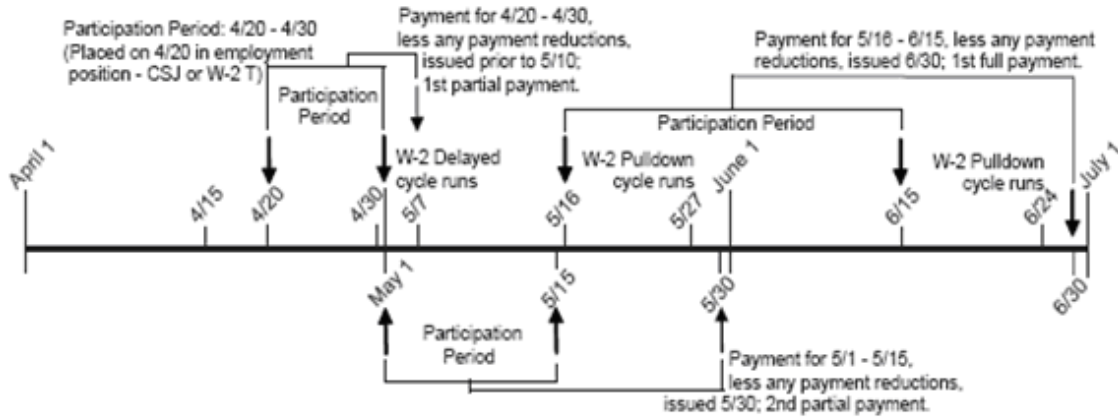 Participation Period: 4/20 - 4/30
(Placed on 4/20 in employment
position - CSJ or W-2 T)
Participation
Period
Payment for 4/20 - 4/30,
less any payment reductions,
issued prior to 5/10;
1st partial payment.
Payment for 5/16 - 6/15, less any payment
reductions, issued 6/30; 1st full payment.
Participation Period
W-2 Delayed
cycle runs
W-2 Pulldown
cycle runs
W-2 Pulldown
cycle runs
April 1
4/15
4/20
4/30
5/7
5/16
5/27
June 1
6/15
6/24
July 1
May 1
5/15
5/30
6/30
Participation
Period
Payment for 5/1 - 5/15,
less any payment reductions,
issued 5/30; 2nd partial payment.